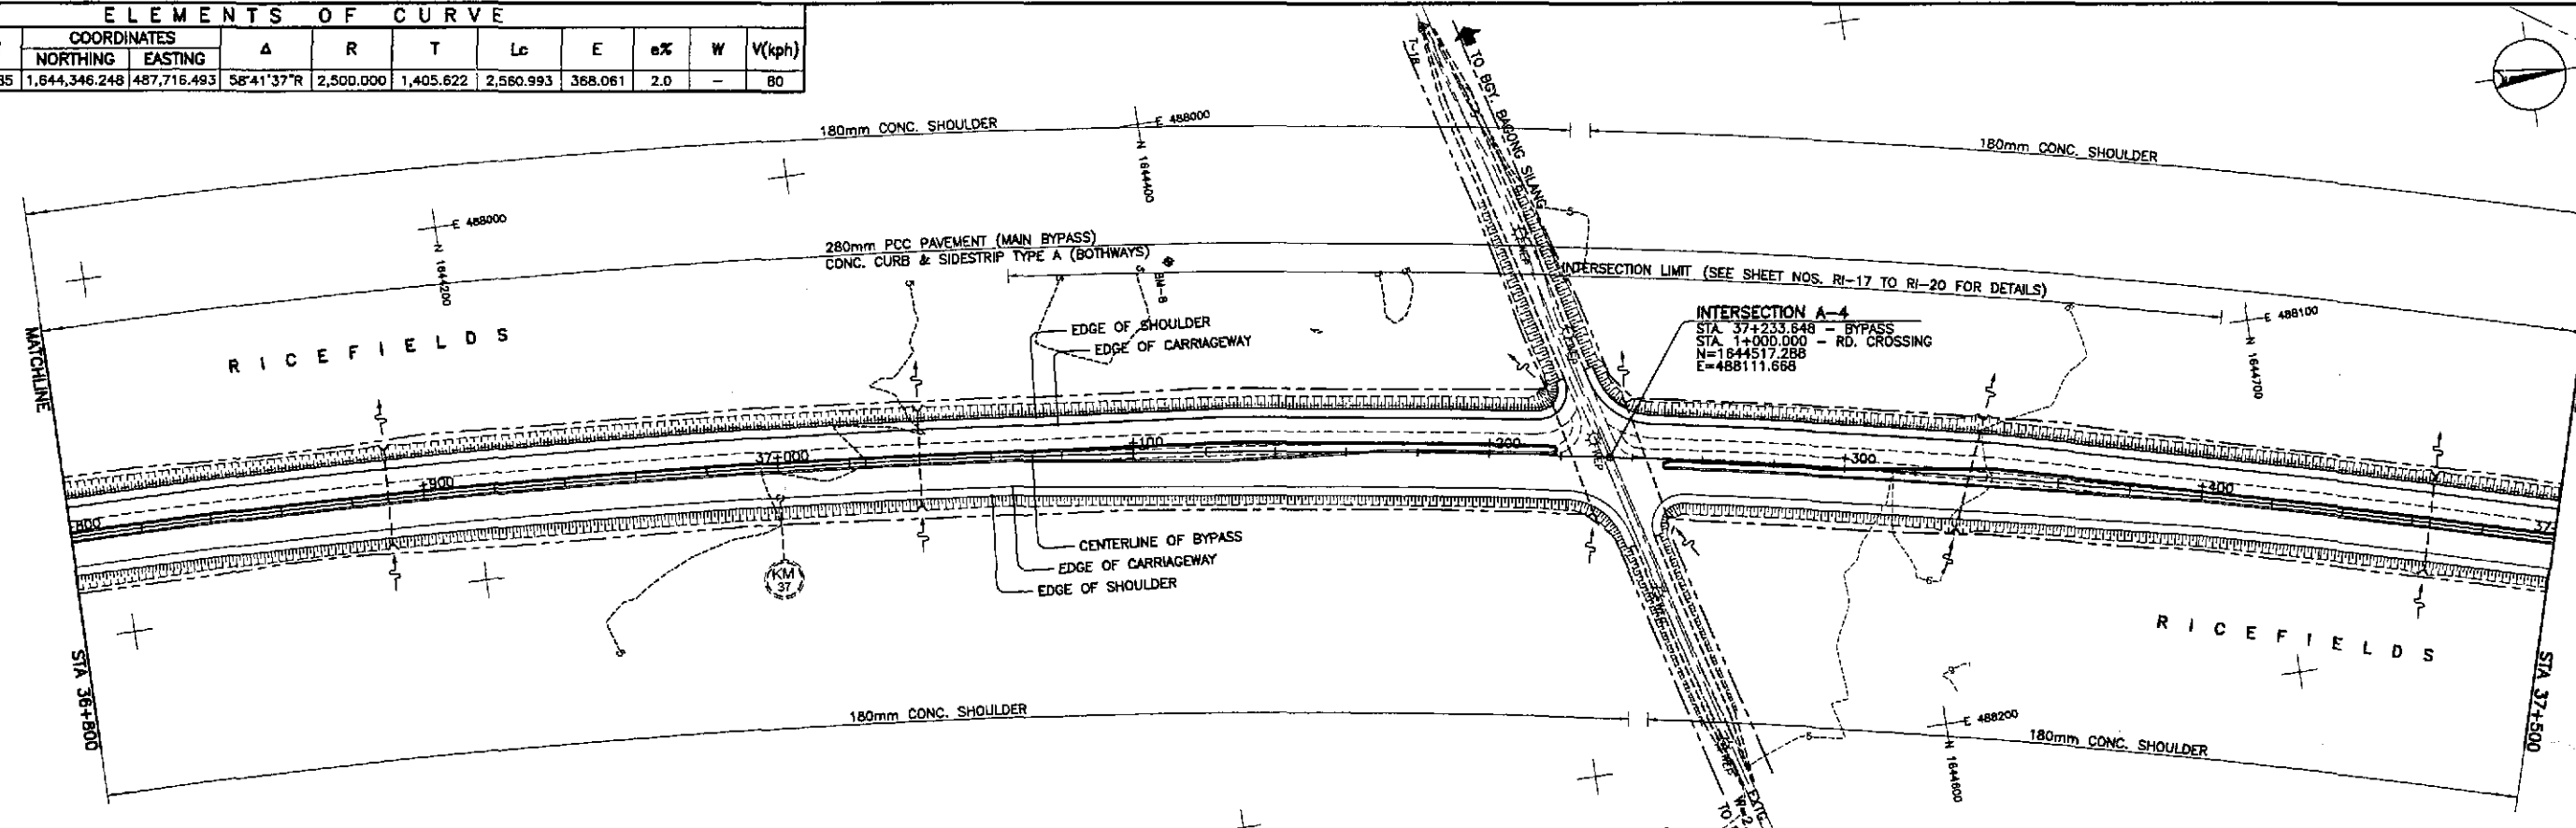 ELEMENTS OF CURVE
COORDINATES
NORTHING EASTING Δ R T Lc E e% W V(kph)
35 1,644,346.248 487,716.493 58°41'37"R 2,500.000 1,405.622 2,560.993 368.061 2.0 – 60
180mm CONC. SHOULDER
E 488000
N 1644400
180mm CONC. SHOULDER
TO BGY. BAGONG SILANG
E 488000
N 1644200
280mm PCC PAVEMENT (MAIN BYPASS)
CONC. CURB & SIDESTRIP TYPE A (BOTHWAYS)
BM-8
INTERSECTION LIMIT (SEE SHEET NOS. RI-17 TO RI-20 FOR DETAILS)
E 488100
N 1644700
INTERSECTION A-4
STA. 37+233.648 – BYPASS
STA. 1+000.000 – RD. CROSSING
N=1644517.288
E=488111.668
EDGE OF SHOULDER
EDGE OF CARRIAGEWAY
RICEFIELDS
MATCHLINE
+800
+900
37+000
+100
+200
+300
+400
37
CENTERLINE OF BYPASS
EDGE OF CARRIAGEWAY
EDGE OF SHOULDER
KM
37
RICEFIELDS
STA 36+800
STA 37+500
180mm CONC. SHOULDER
E 488200
N 1644600
180mm CONC. SHOULDER
EXTG.
TO